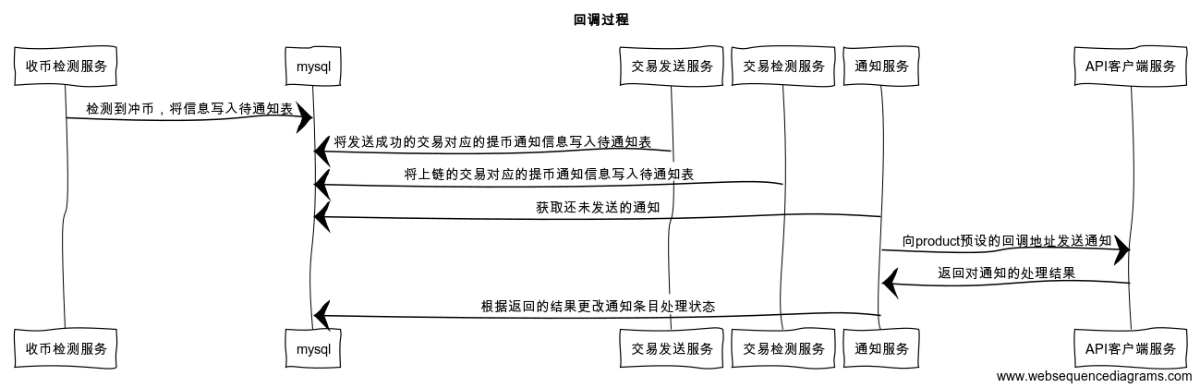 回调过程
收币检测服务
mysql
交易发送服务
交易检测服务
通知服务
API客户端服务
检测到冲币，将信息写入待通知表
将发送成功的交易对应的提币通知信息写入待通知表
将上链的交易对应的提币通知信息写入待通知表
获取还未发送的通知
向product预设的回调地址发送通知
返回对通知的处理结果
根据返回的结果更改通知条目处理状态
收币检测服务
mysql
交易发送服务
交易检测服务
通知服务
API客户端服务
www.websequencediagrams.com